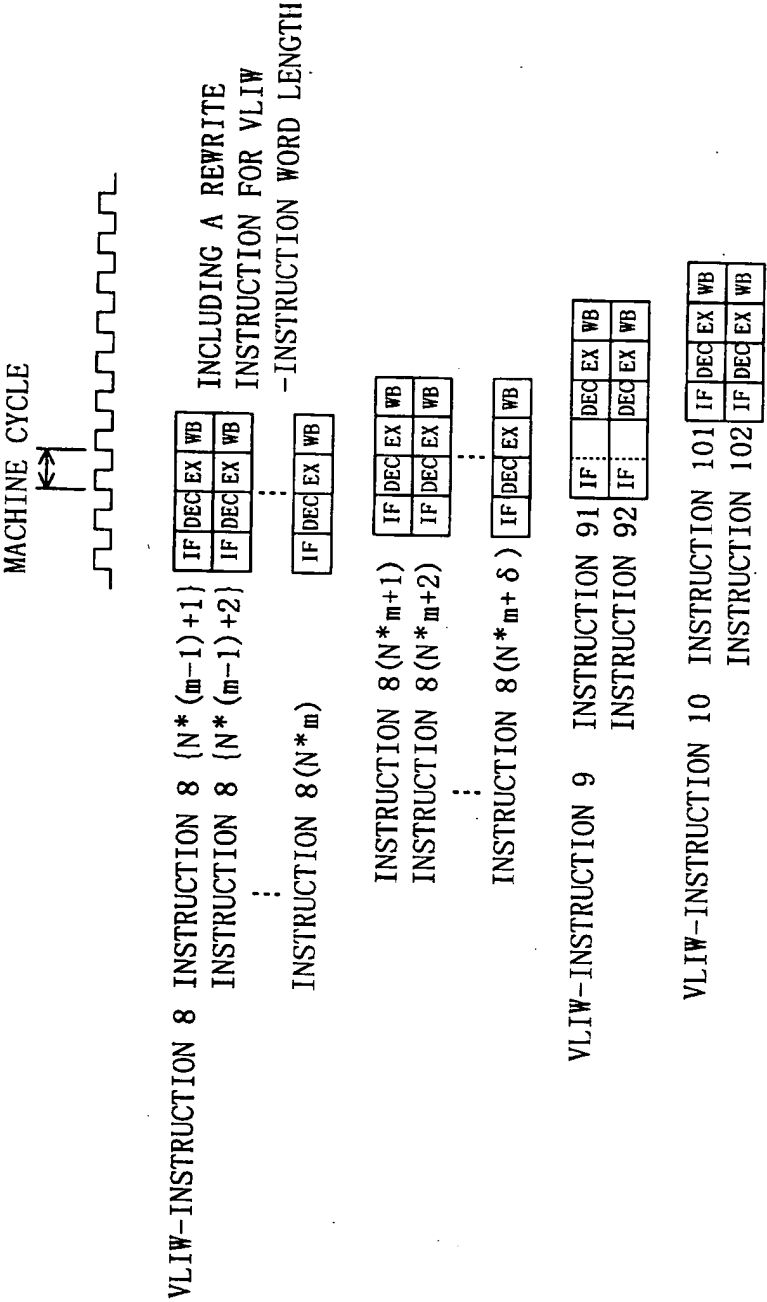 MACHINE CYCLE
VLIW-INSTRUCTION 8 INSTRUCTION 8 {N*(m-1)+1} IF DEC EX WB
INSTRUCTION 8 {N*(m-1)+2} IF DEC EX WB
INCLUDING A REWRITE
INSTRUCTION FOR VLIW
-INSTRUCTION WORD LENGTH
INSTRUCTION 8(N*m) IF DEC EX WB
INSTRUCTION 8(N*m+1) IF DEC EX WB
INSTRUCTION 8(N*m+2) IF DEC EX WB
INSTRUCTION 8(N*m+ δ) IF DEC EX WB
VLIW-INSTRUCTION 9 INSTRUCTION 91 IF DEC EX WB
INSTRUCTION 92 IF DEC EX WB
VLIW-INSTRUCTION 10 INSTRUCTION 101 IF DEC EX WB
INSTRUCTION 102 IF DEC EX WB